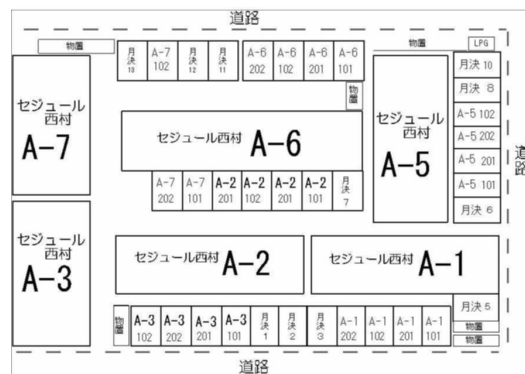 道路
物置
月決
13
A-7
102
月決
12
月決
11
A-6
202
A-6
102
A-6
201
A-6
101
物置
物置
LPG
セジュール
西村
A-7
セジュール西村 A-6
セジュール
西村
A-5
月決 10
月決 8
A-5 102
A-5 202
A-5 201
A-5 101
月決 6
道路
A-7
202
A-7
101
A-2
201
A-2
102
A-2
201
A-2
101
月決
7
セジュール
西村
A-3
セジュール西村 A-2
セジュール西村 A-1
月決 5
物置
物置
物置
A-3
102
A-3
202
A-3
201
A-3
101
月決
1
月決
2
月決
3
A-1
202
A-1
102
A-1
201
A-1
101
道路